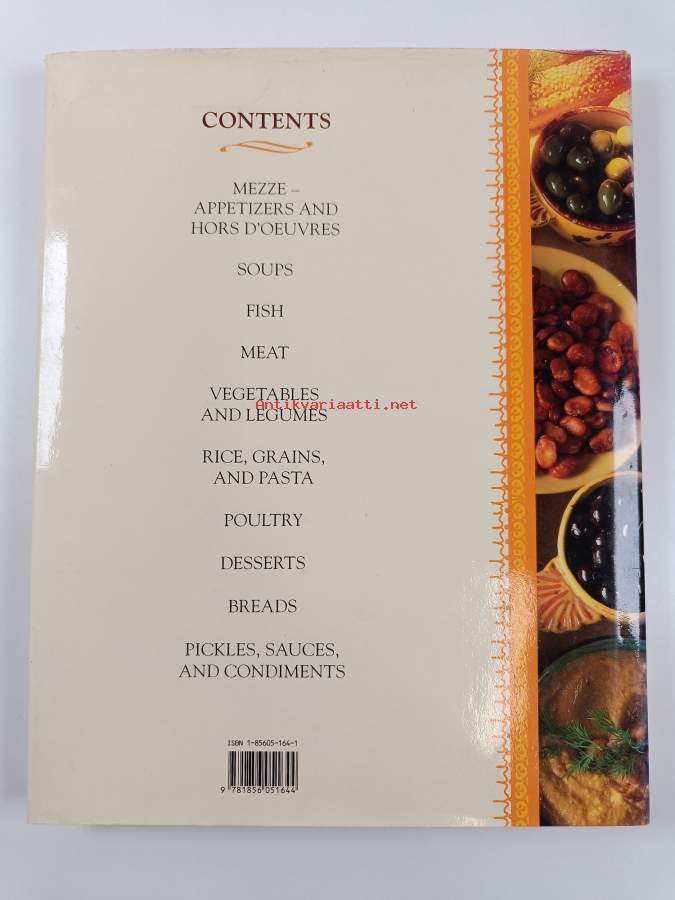 CONTENTS
MEZZE –
APPETIZERS AND
HORS D'OEUVRES
SOUPS
FISH
MEAT
VEGETABLES
Antikvariaatti.net
AND LEGUMES
RICE, GRAINS,
AND PASTA
POULTRY
DESSERTS
BREADS
PICKLES, SAUCES,
AND CONDIMENTS
ISBN 1-85605-164-1
9 781856 051644